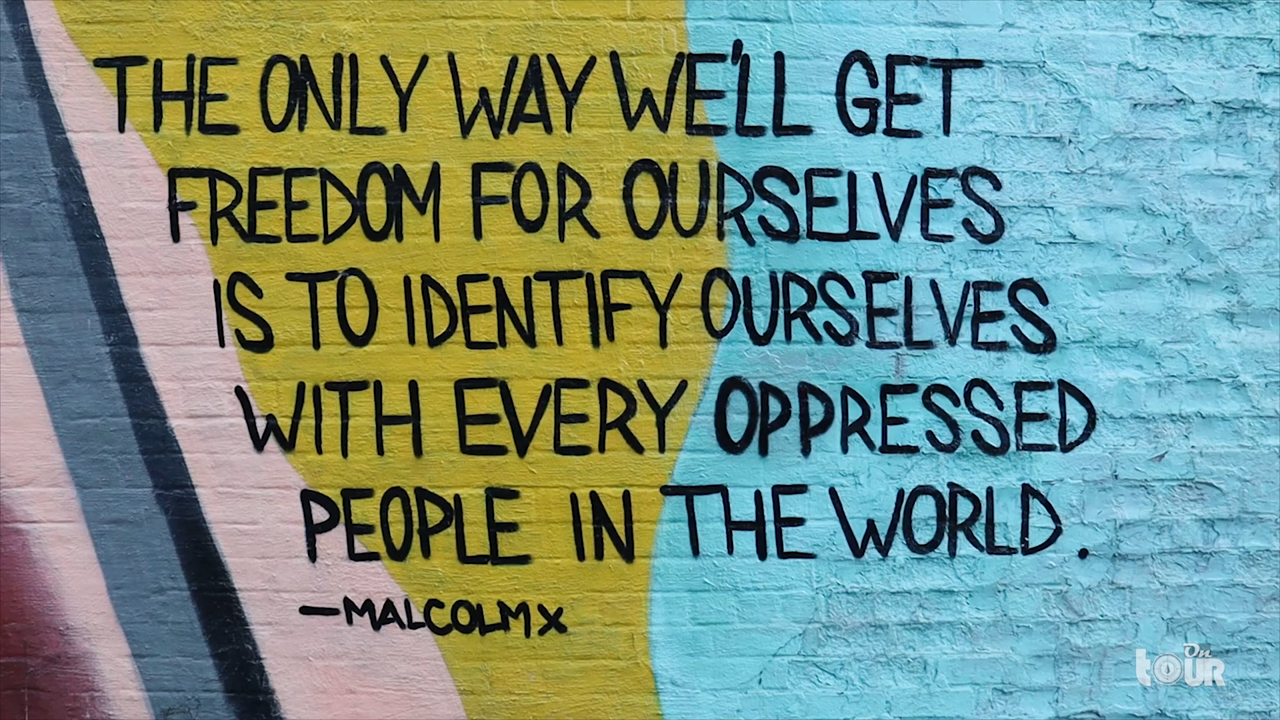 THE ONLY WAY WE'LL GET
FREEDOM FOR OURSELVES
IS TO IDENTIFY OURSELVES
WITH EVERY OPPRESSED
PEOPLE IN THE WORLD.
—MALCOLM X
On
toUR